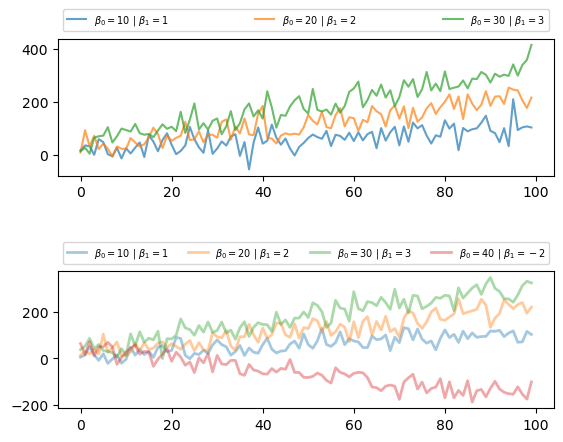 β₀ = 10 | β₁ = 1 β₀ = 20 | β₁ = 2 β₀ = 30 | β₁ = 3
400
200
0
0 20 40 60 80 100
β₀ = 10 | β₁ = 1 β₀ = 20 | β₁ = 2 β₀ = 30 | β₁ = 3 β₀ = 40 | β₁ = −2
200
0
−200
0 20 40 60 80 100